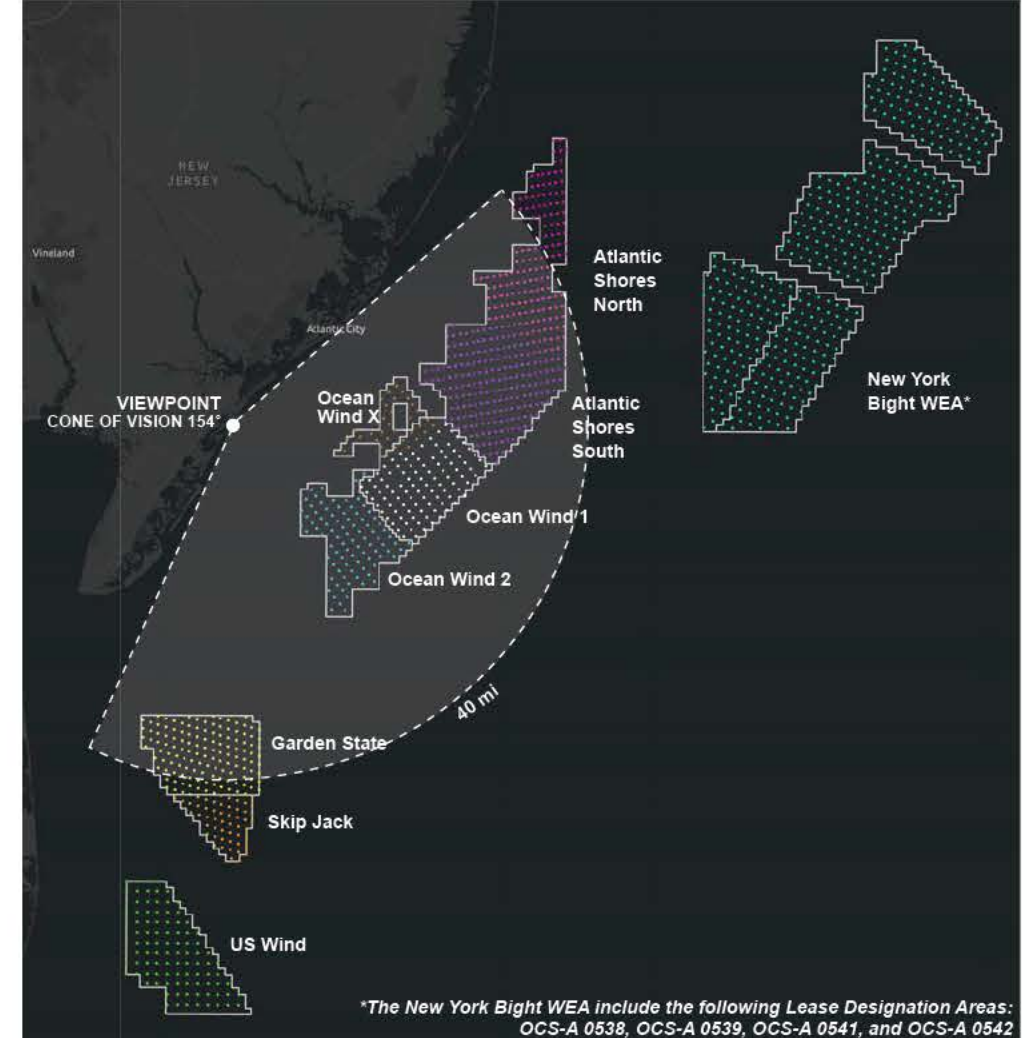 NEW
JERSEY
Vineland
Atlantic
Shores
North
Atlantic City
New York
Bight WEA*
VIEWPOINT
CONE OF VISION 154°
Ocean
Wind X
Atlantic
Shores
South
Ocean Wind 1
Ocean Wind 2
40 mi
Garden State
Skip Jack
US Wind
*The New York Bight WEA include the following Lease Designation Areas:
OCS-A 0538, OCS-A 0539, OCS-A 0541, and OCS-A 0542